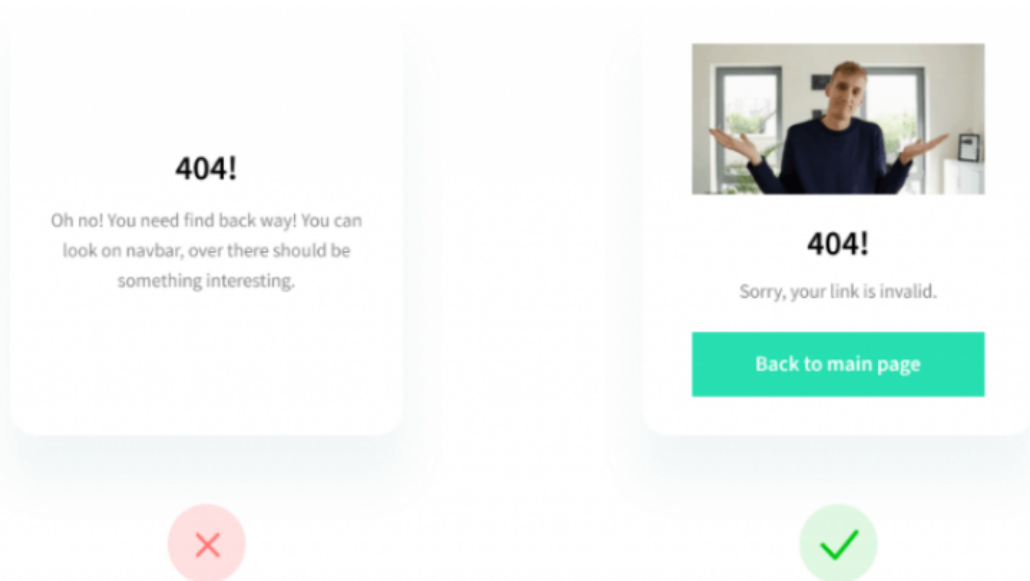 404!
Oh no! You need find back way! You can
look on navbar, over there should be
something interesting.
404!
Sorry, your link is invalid.
Back to main page